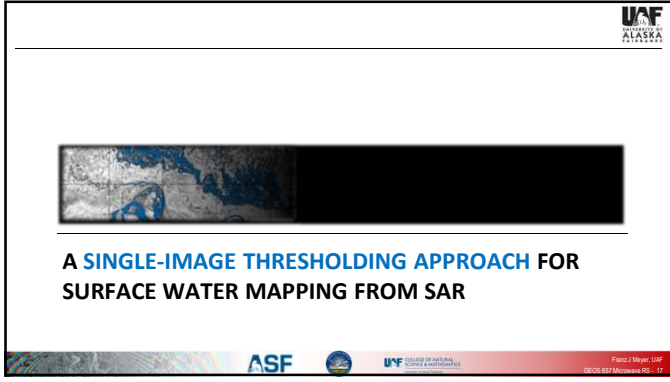 UAF
UNIVERSITY OF
ALASKA
FAIRBANKS
A SINGLE-IMAGE THRESHOLDING APPROACH FOR
SURFACE WATER MAPPING FROM SAR
ASF
UAF COLLEGE OF NATURAL
SCIENCE & MATHEMATICS
Franz J Meyer, UAF
GEOS 657 Microwave RS - 17